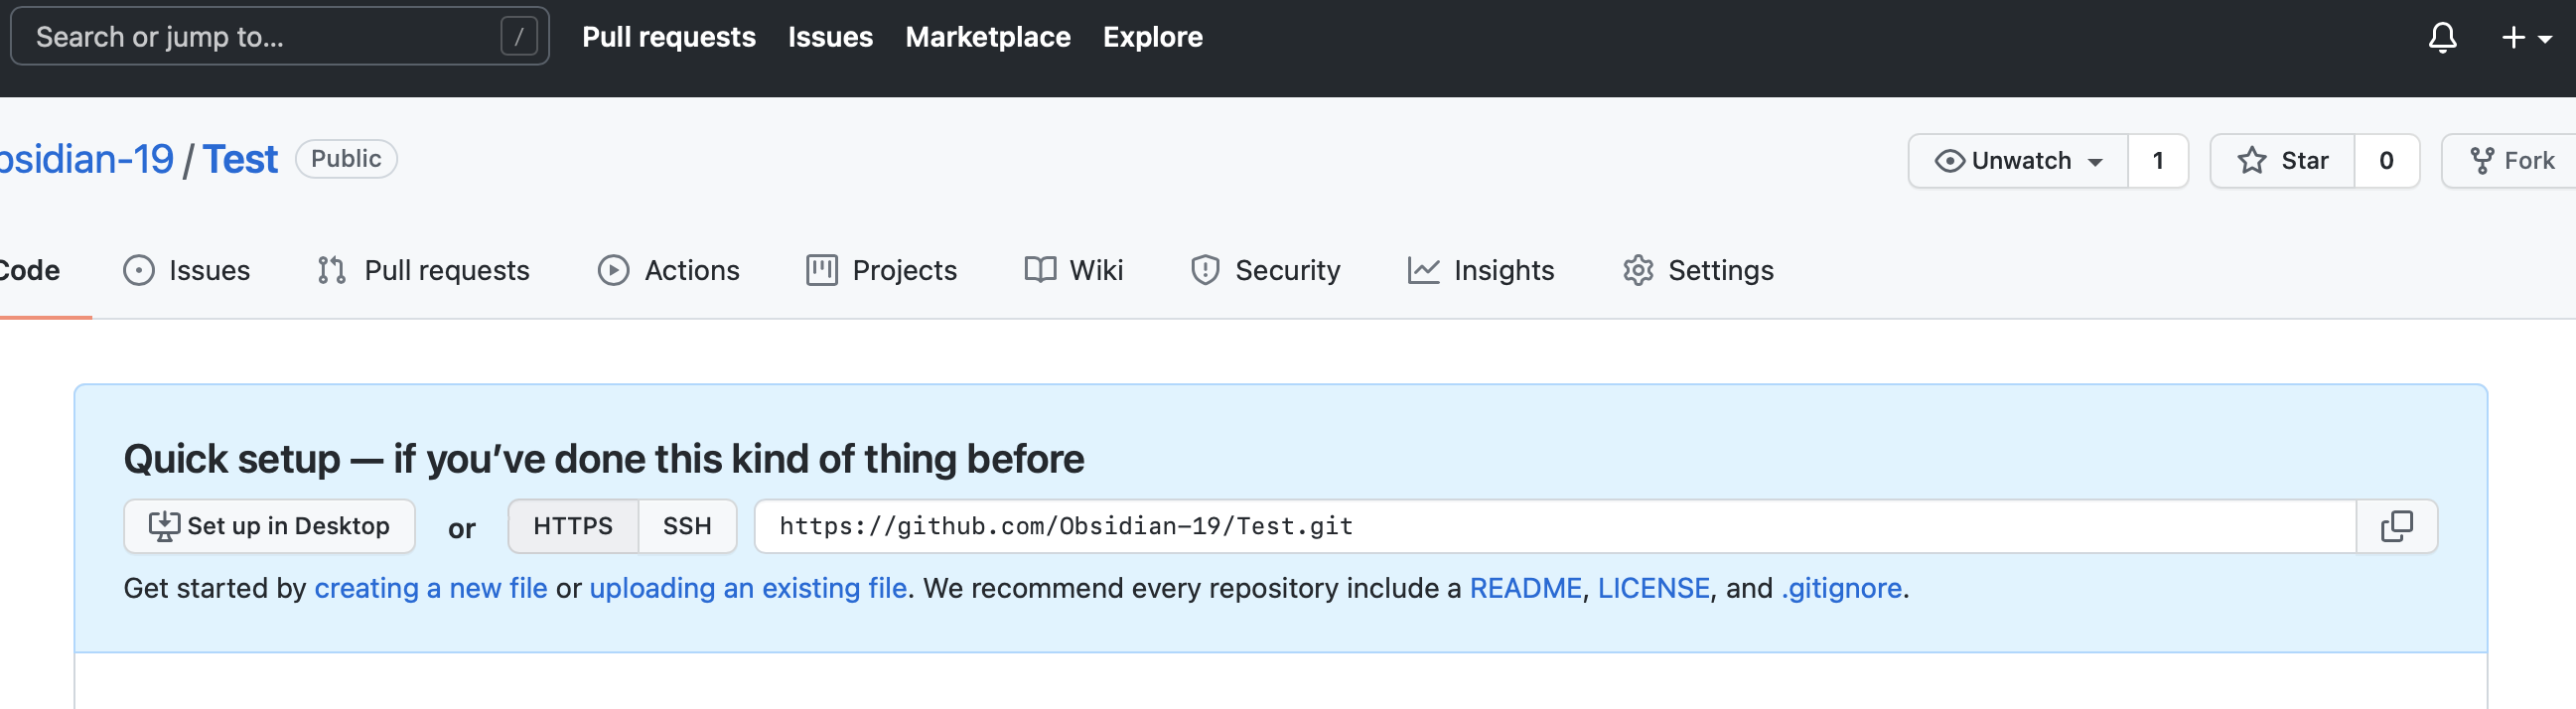 Search or jump to... / Pull requests Issues Marketplace Explore
bsidian-19 / Test Public Unwatch 1 Star 0 Fork
Code Issues Pull requests Actions Projects Wiki Security Insights Settings
Quick setup — if you’ve done this kind of thing before
Set up in Desktop or HTTPS SSH https://github.com/Obsidian-19/Test.git
Get started by creating a new file or uploading an existing file. We recommend every repository include a README, LICENSE, and .gitignore.